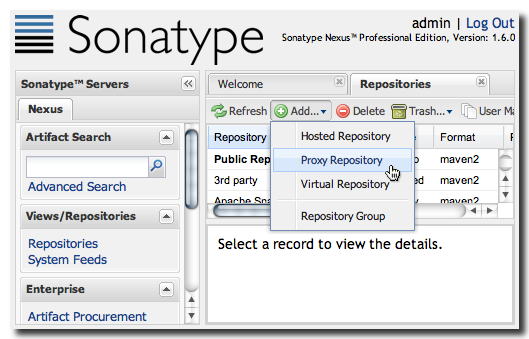 Sonatype
admin | Log Out
Sonatype Nexus™ Professional Edition, Version: 1.6.0
Sonatype™ Servers
Nexus
Artifact Search
Advanced Search
Views/Repositories
Repositories
System Feeds
Enterprise
Artifact Procurement
Welcome
Repositories
Refresh
Add...
Delete
Trash...
User
Repository
Format
Public
maven2
3rd party
maven2
Apache
maven2
Hosted Repository
Proxy Repository
Virtual Repository
Repository Group
Select a record to view the details.